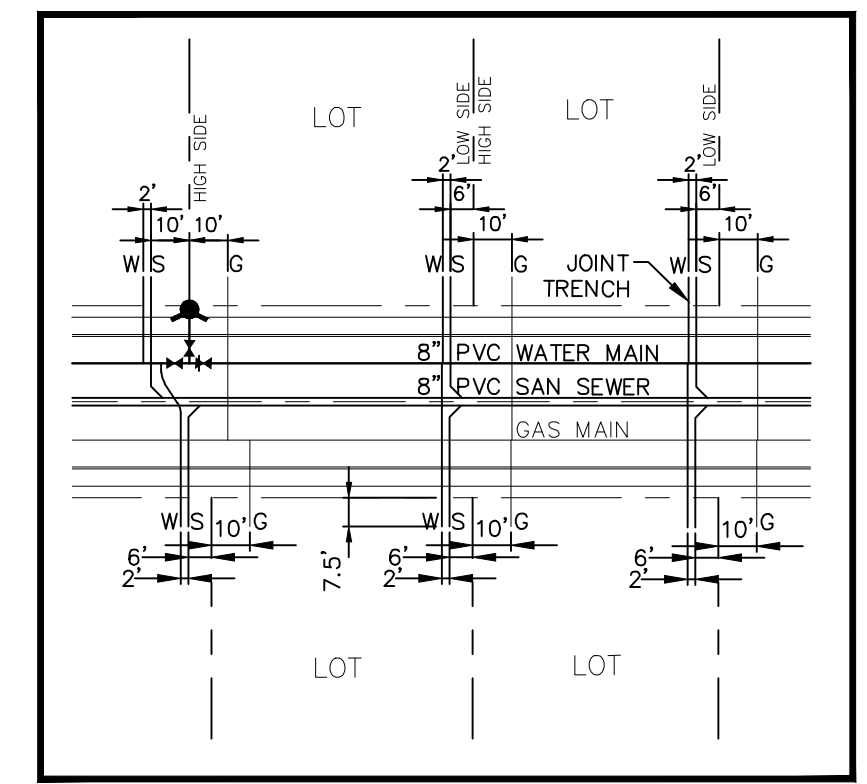 LOT
LOT
HIGH SIDE
LOW SIDE
HIGH SIDE
LOW SIDE
2'
2'
2'
6'
6'
10'
10'
10'
10'
W
S
G
W
S
G
JOINT
TRENCH
W
S
G
8" PVC WATER MAIN
8" PVC SAN SEWER
GAS MAIN
W
S
10'
G
W
S
10'
G
10'
G
6'
2'
7.5'
6'
2'
6'
2'
LOT
LOT